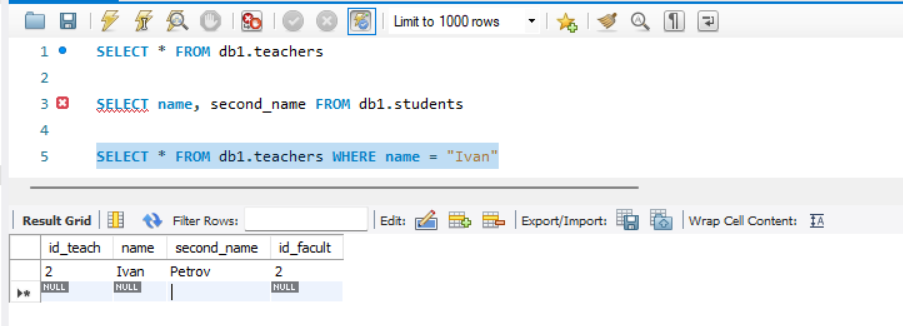 Limit to 1000 rows
1 SELECT * FROM db1.teachers
2
3 SELECT name, second_name FROM db1.students
4
5 SELECT * FROM db1.teachers WHERE name = "Ivan"
Result Grid Filter Rows: Edit: Export/Import: Wrap Cell Content: IA
id_teach name second_name id_facult
2 Ivan Petrov 2
NULL NULL NULL